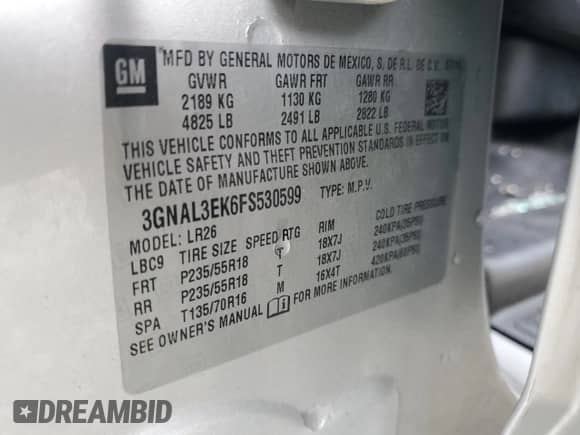 GM
MFD BY GENERAL MOTORS DE MEXICO, S. DE R.L. DE C.V.
GVWR GAWR FRT GAWR RR
2189 KG 1130 KG 1280 KG
4825 LB 2491 LB 2822 LB
THIS VEHICLE CONFORMS TO ALL APPLICABLE U.S. FEDERAL MOTOR
VEHICLE SAFETY AND THEFT PREVENTION STANDARDS IN EFFECT ON
THE DATE OF MANUFACTURE SHOWN ABOVE.
3GNAL3EK6FS530599 TYPE: M.P.V.
MODEL: LR26
LBC9 TIRE SIZE SPEED RTG RIM COLD TIRE PRESSURE
FRT P235/55R18 T 18X7J 240KPA(35PSI)
RR P235/55R18 T 18X7J 240KPA(35PSI)
SPA T135/70R16 M 16X4T 420KPA(60PSI)
SEE OWNER'S MANUAL FOR MORE INFORMATION
DREAMBID